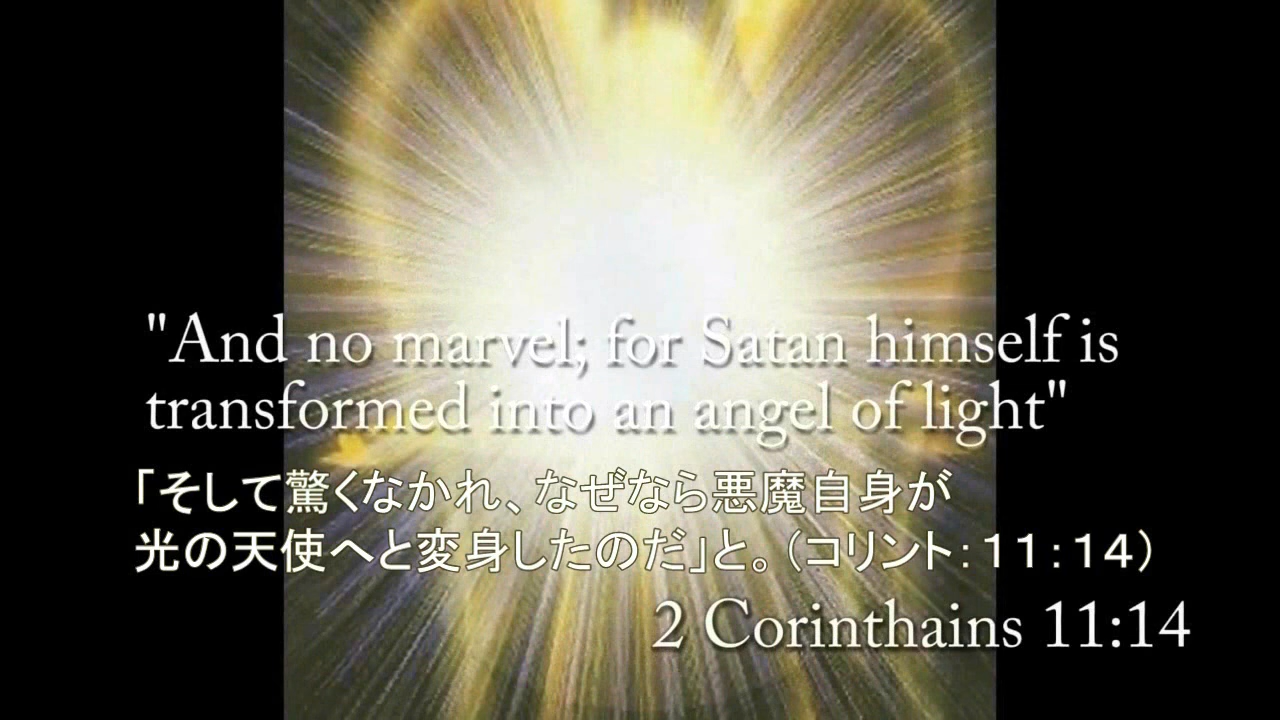 "And no marvel; for Satan himself is
transformed into an angel of light"
「そして驚くなかれ、なぜなら悪魔自身が
光の天使へと変身したのだ」と。（コリント：１１：１４）
2 Corinthains 11:14